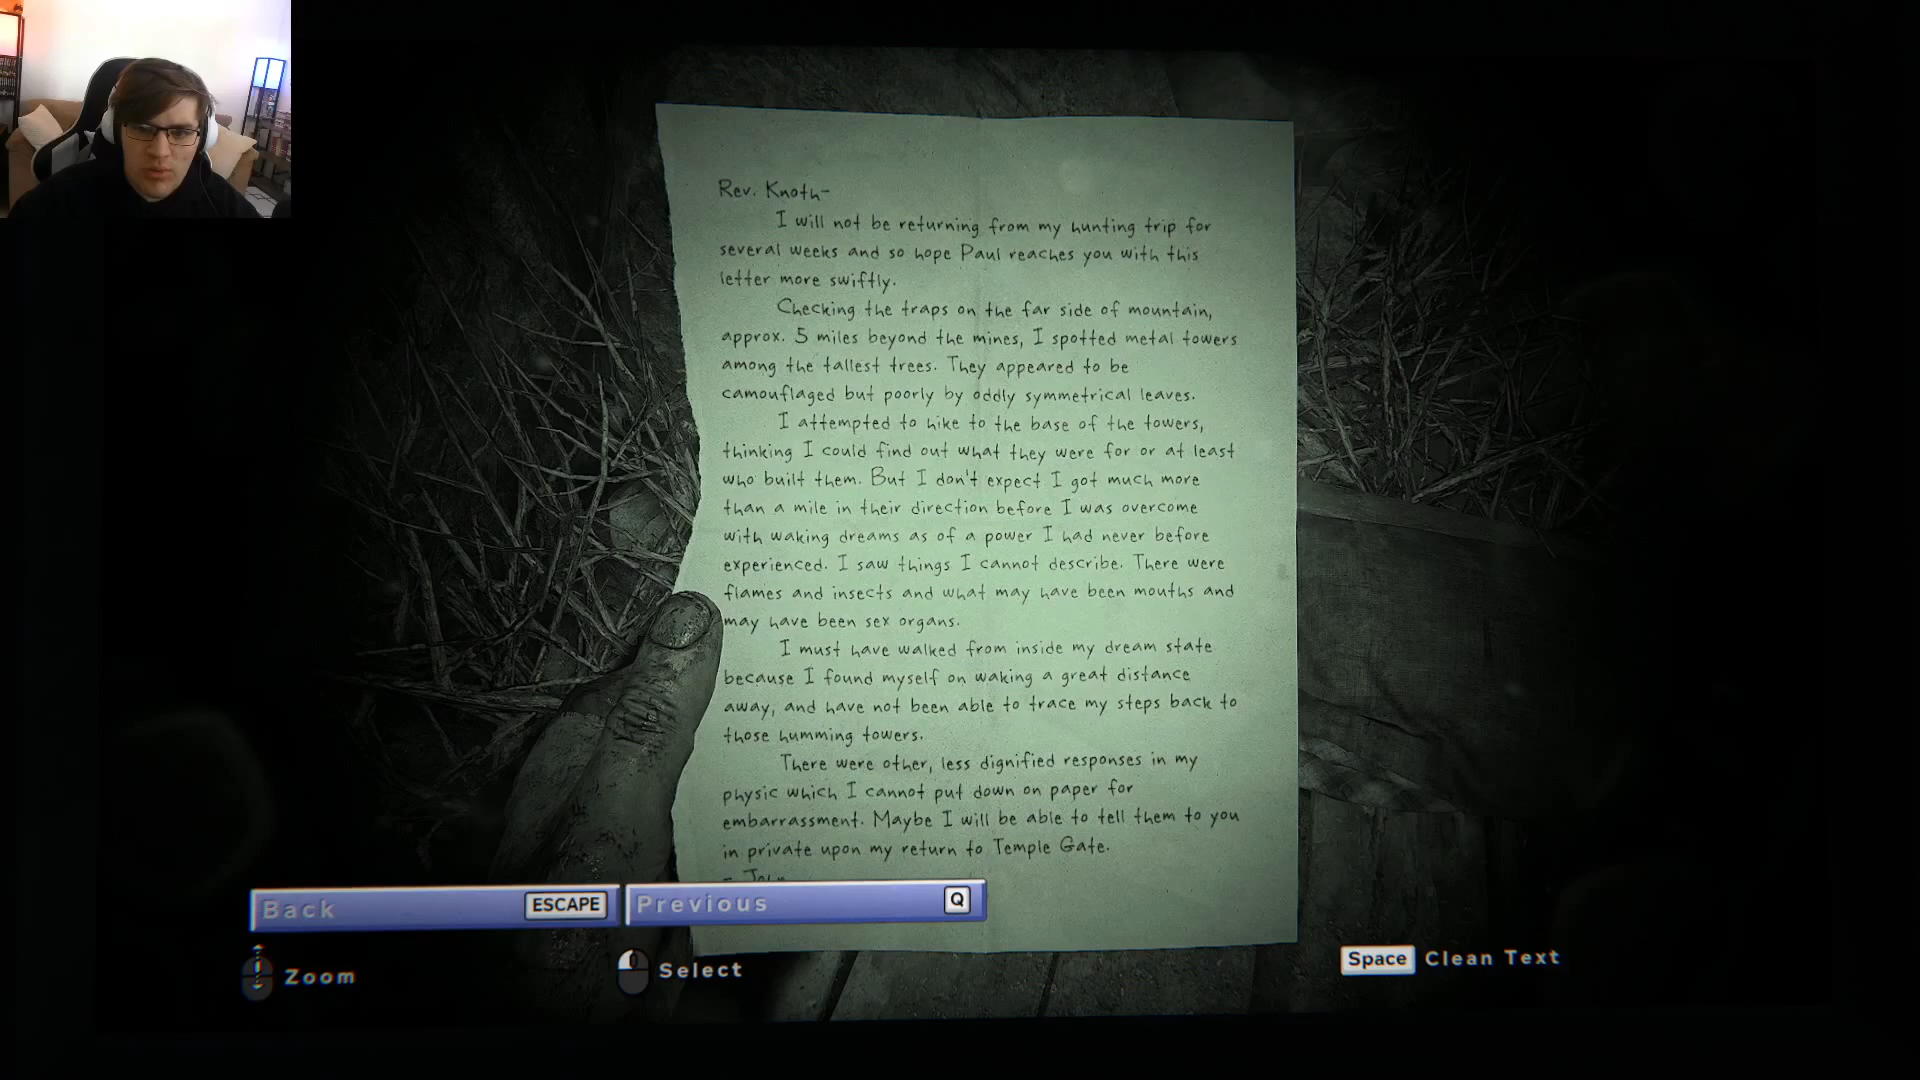 Rev. Knoth-
I will not be returning from my hunting trip for
several weeks and so hope Paul reaches you with this
letter more swiftly.
Checking the traps on the far side of mountain,
approx. 5 miles beyond the mines, I spotted metal towers
among the tallest trees. They appeared to be
camouflaged but poorly by oddly symmetrical leaves.
I attempted to hike to the base of the towers,
thinking I could find out what they were for or at least
who built them. But I don't expect I got much more
than a mile in their direction before I was overcome
with waking dreams as of a power I had never before
experienced. I saw things I cannot describe. There were
flames and insects and what may have been mouths and
may have been sex organs.
I must have walked from inside my dream state
because I found myself on waking a great distance
away, and have not been able to trace my steps back to
those humming towers.
There were other, less dignified responses in my
physic which I cannot put down on paper for
embarrassment. Maybe I will be able to tell them to you
in private upon my return to Temple Gate.
Back ESCAPE Previous Q
Zoom Select Space Clean Text